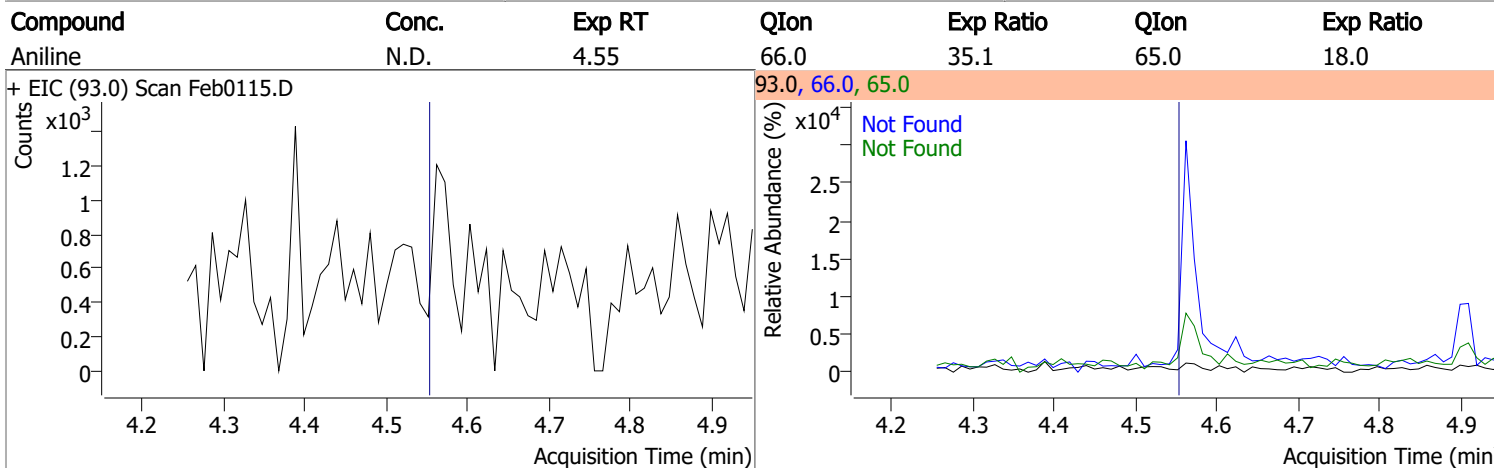 Compound Conc. Exp RT QIon Exp Ratio QIon Exp Ratio
Aniline N.D. 4.55 66.0 35.1 65.0 18.0
+ EIC (93.0) Scan Feb0115.D
Counts
x10³
1.2
1
0.8
0.6
0.4
0.2
0
4.2 4.3 4.4 4.5 4.6 4.7 4.8 4.9
Acquisition Time (min)
93.0, 66.0, 65.0
Relative Abundance (%)
x10⁴
Not Found
Not Found
2.5
2
1.5
1
0.5
0
4.2 4.3 4.4 4.5 4.6 4.7 4.8 4.9
Acquisition Time (min